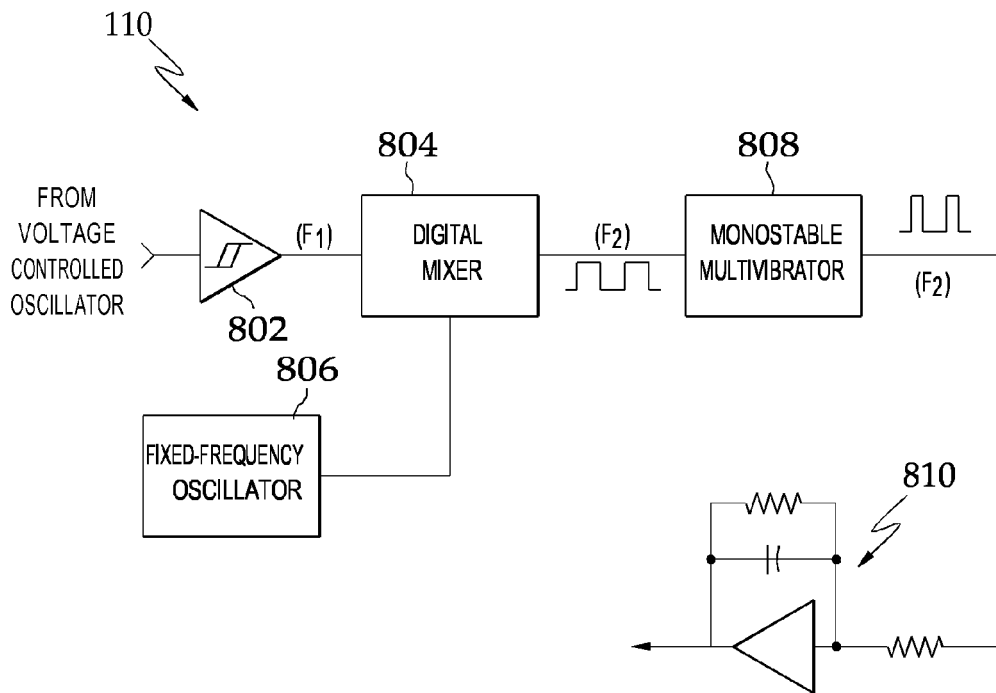 110
FROM
VOLTAGE
CONTROLLED
OSCILLATOR
802
(F1)
804
DIGITAL
MIXER
(F2)
808
MONOSTABLE
MULTIVIBRATOR
(F2)
806
FIXED-FREQUENCY
OSCILLATOR
810